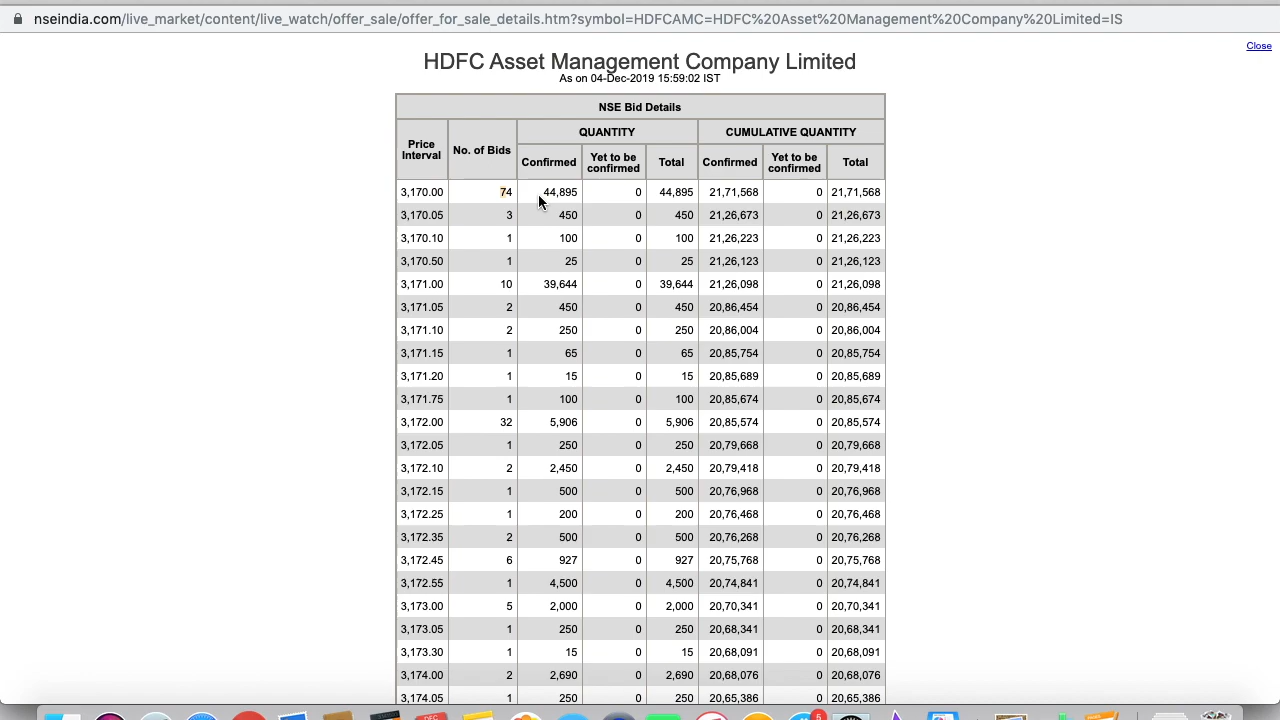 nseindia.com/live_market/content/live_watch/offer_sale/offer_for_sale_details.htm?symbol=HDFCAMC=HDFC%20Asset%20Management%20Company%20Limited=IS
Close
HDFC Asset Management Company Limited
As on 04-Dec-2019 15:59:02 IST
NSE Bid Details
Price Interval No. of Bids QUANTITY CUMULATIVE QUANTITY
Confirmed Yet to be confirmed Total Confirmed Yet to be confirmed Total
3,170.00 74 44,895 0 44,895 21,71,568 0 21,71,568
3,170.05 3 450 0 450 21,26,673 0 21,26,673
3,170.10 1 100 0 100 21,26,223 0 21,26,223
3,170.50 1 25 0 25 21,26,123 0 21,26,123
3,171.00 10 39,644 0 39,644 21,26,098 0 21,26,098
3,171.05 2 450 0 450 20,86,454 0 20,86,454
3,171.10 2 250 0 250 20,86,004 0 20,86,004
3,171.15 1 65 0 65 20,85,754 0 20,85,754
3,171.20 1 15 0 15 20,85,689 0 20,85,689
3,171.75 1 100 0 100 20,85,674 0 20,85,674
3,172.00 32 5,906 0 5,906 20,85,574 0 20,85,574
3,172.05 1 250 0 250 20,79,668 0 20,79,668
3,172.10 2 2,450 0 2,450 20,79,418 0 20,79,418
3,172.15 1 500 0 500 20,76,968 0 20,76,968
3,172.25 1 200 0 200 20,76,468 0 20,76,468
3,172.35 2 500 0 500 20,76,268 0 20,76,268
3,172.45 6 927 0 927 20,75,768 0 20,75,768
3,172.55 1 4,500 0 4,500 20,74,841 0 20,74,841
3,173.00 5 2,000 0 2,000 20,70,341 0 20,70,341
3,173.05 1 250 0 250 20,68,341 0 20,68,341
3,173.30 1 15 0 15 20,68,091 0 20,68,091
3,174.00 2 2,690 0 2,690 20,68,076 0 20,68,076
3,174.05 1 250 0 250 20,65,386 0 20,65,386
DEC 5